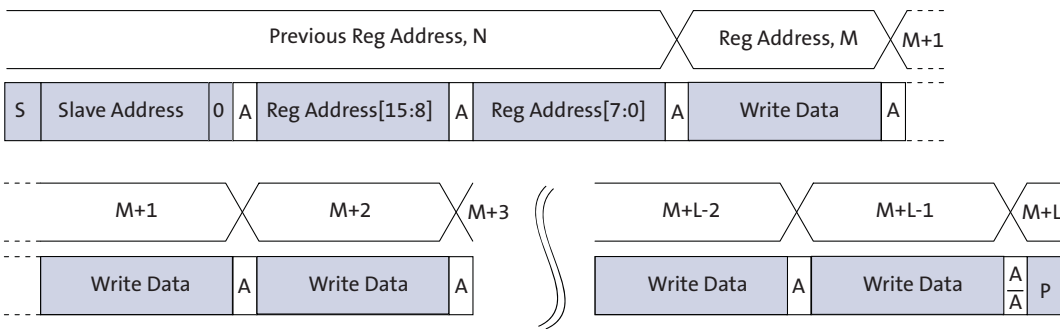 Previous Reg Address, N Reg Address, M M+1
S Slave Address 0 A Reg Address[15:8] A Reg Address[7:0] A Write Data A
M+1 M+2 M+3 M+L-2 M+L-1 M+L
Write Data A Write Data A Write Data A Write Data A/A̅ P